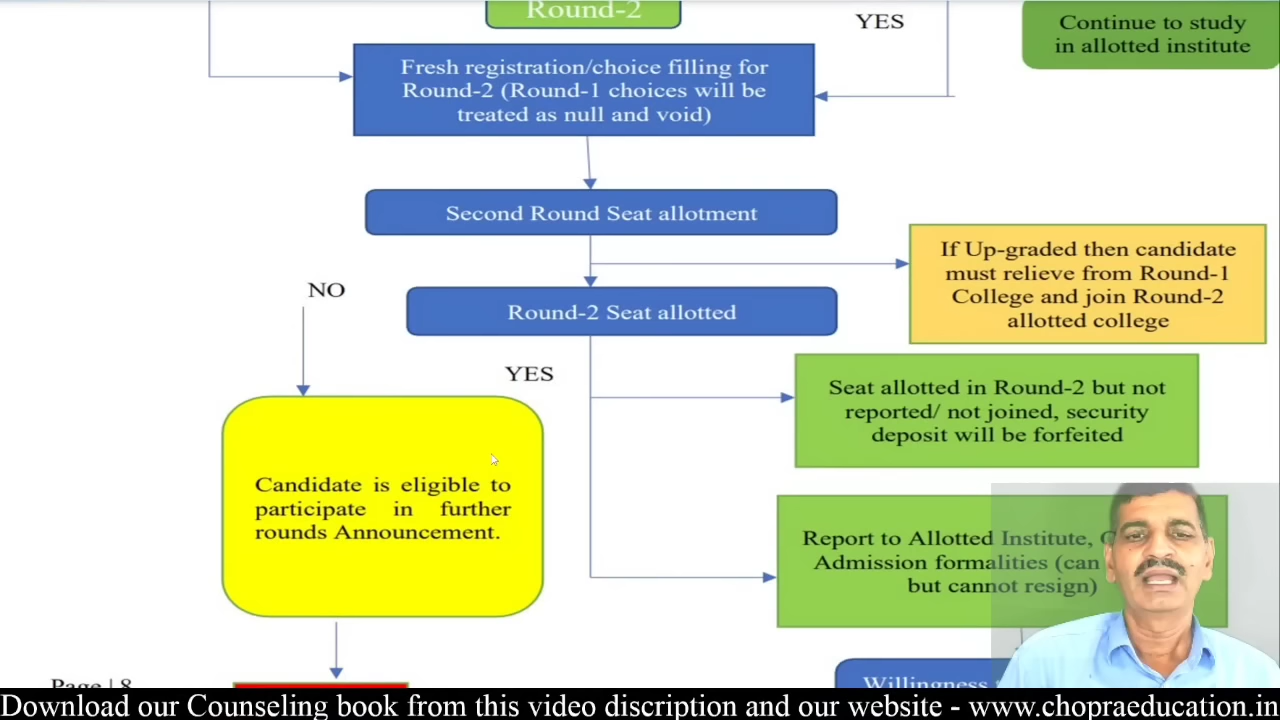 Round-2
YES
Continue to study
in allotted institute
Fresh registration/choice filling for
Round-2 (Round-1 choices will be
treated as null and void)
Second Round Seat allotment
If Up-graded then candidate
must relieve from Round-1
College and join Round-2
allotted college
NO
Round-2 Seat allotted
YES
Seat allotted in Round-2 but not
reported/ not joined, security
deposit will be forfeited
Candidate is eligible to
participate in further
rounds Announcement.
Report to Allotted Institute,
Admission formalities (can
but cannot resign)
Page | 8
Willingness
Download our Counseling book from this video discription and our website - www.chopraeducation.in